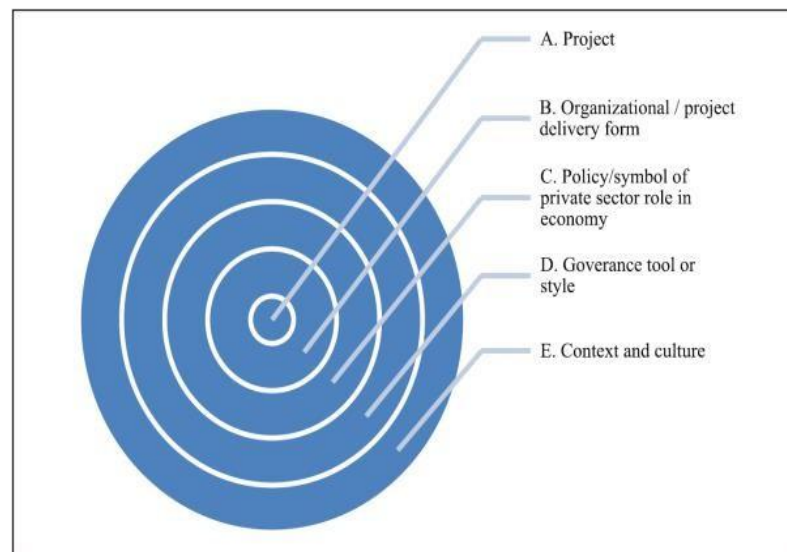 A. Project
B. Organizational / project
delivery form
C. Policy/symbol of
private sector role in
economy
D. Goverance tool or
style
E. Context and culture